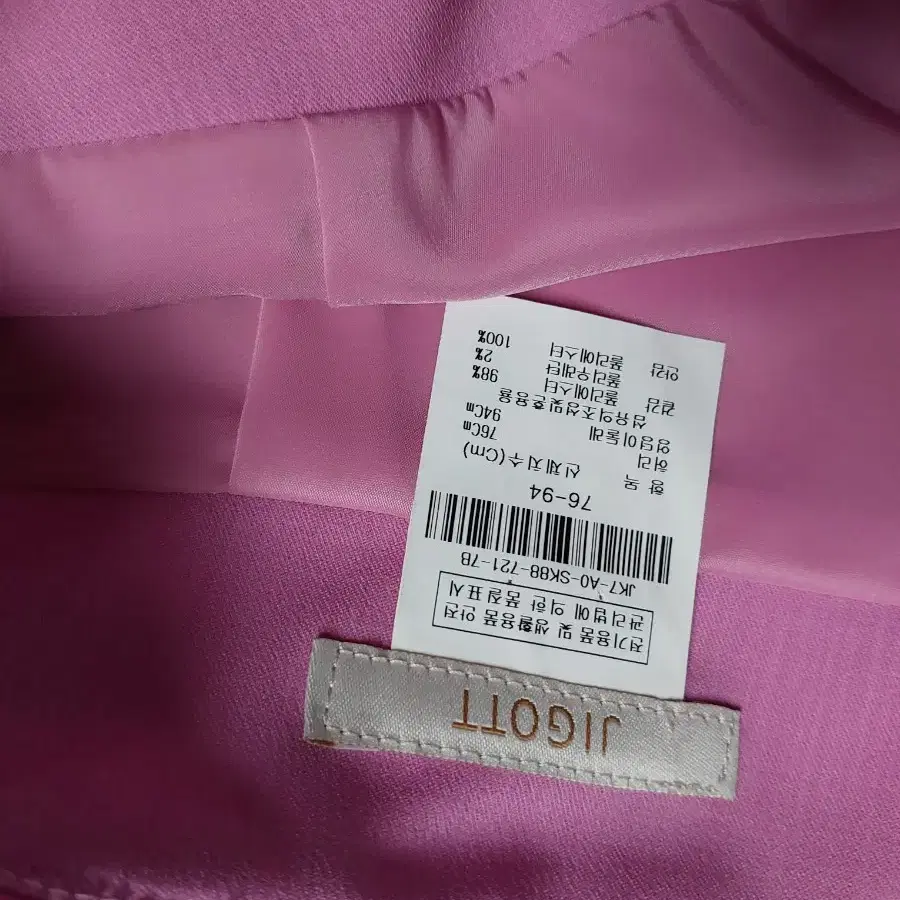 JIGOTT
전기용품 및 생활용품 안전
관리법에 의한 품질표시
JK7-A0-SK88-721-7B
76-94
항 목 신체치수(Cm)
허리 76Cm
엉덩이둘레 94Cm
섬유의조성및혼용율
겉감 폴리에스터 98%
폴리우레탄 2%
안감 폴리에스터 100%